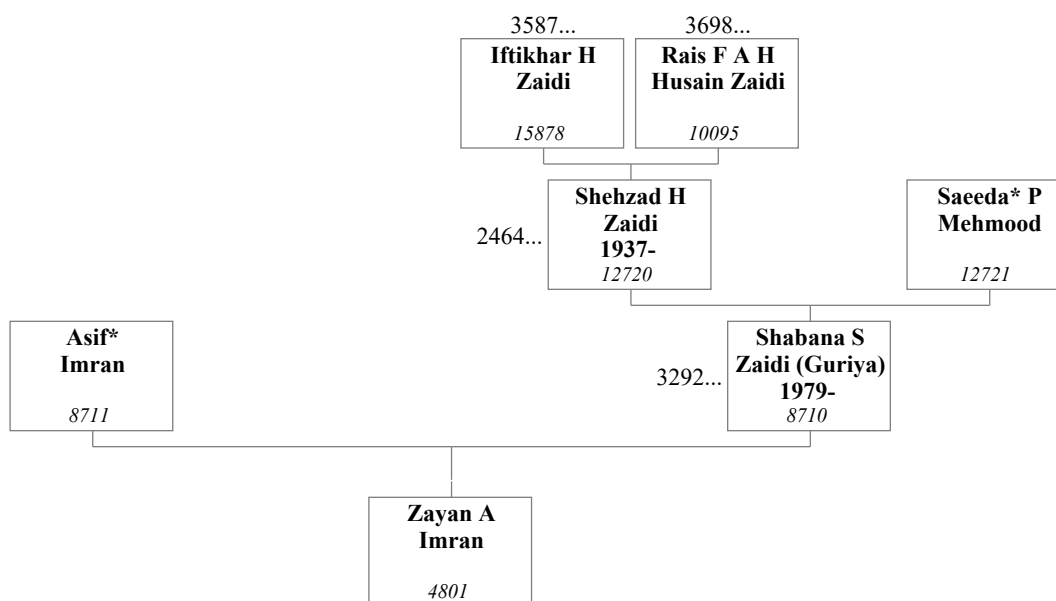 3587...
3698...
Iftikhar H
Zaidi
15878
Rais F A H
Husain Zaidi
10095
2464...
Shehzad H
Zaidi
1937-
12720
Saeeda* P
Mehmood
12721
Asif*
Imran
8711
3292...
Shabana S
Zaidi (Guriya)
1979-
8710
Zayan A
Imran
4801